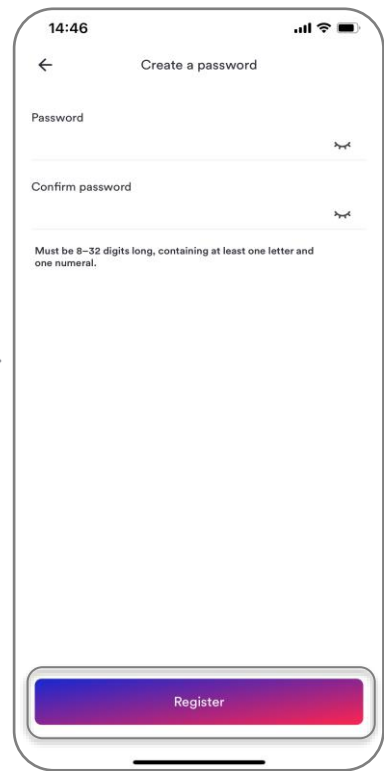 14:46
Create a password
Password
Confirm password
Must be 8–32 digits long, containing at least one letter and
one numeral.
Register